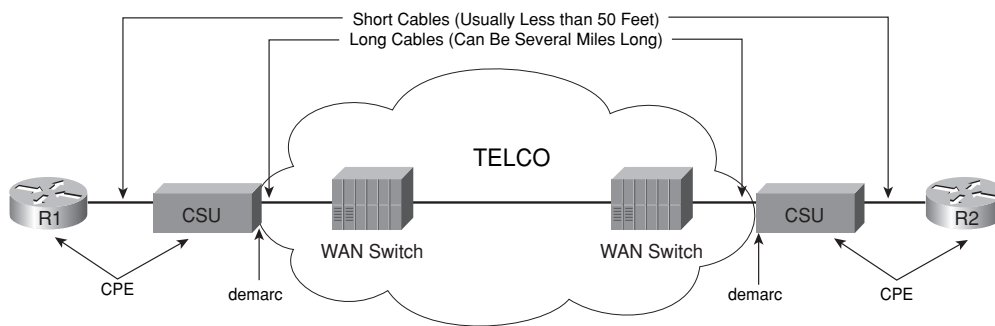 Short Cables (Usually Less than 50 Feet)
Long Cables (Can Be Several Miles Long)
TELCO
R1
CSU
WAN Switch
WAN Switch
CSU
R2
CPE
demarc
demarc
CPE